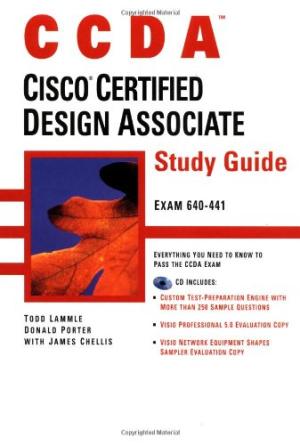 CCDA™
CISCO® CERTIFIED
DESIGN ASSOCIATE
Study Guide
EXAM 640-441
EVERYTHING YOU NEED TO KNOW TO
PASS THE CCDA EXAM
CD INCLUDES:
CUSTOM TEST-PREPARATION ENGINE WITH
MORE THAN 250 SAMPLE QUESTIONS
VISIO PROFESSIONAL 5.0 EVALUATION COPY
VISIO NETWORK EQUIPMENT SHAPES
SAMPLER EVALUATION COPY
TODD LAMMLE
DONALD PORTER
WITH JAMES CHELLIS